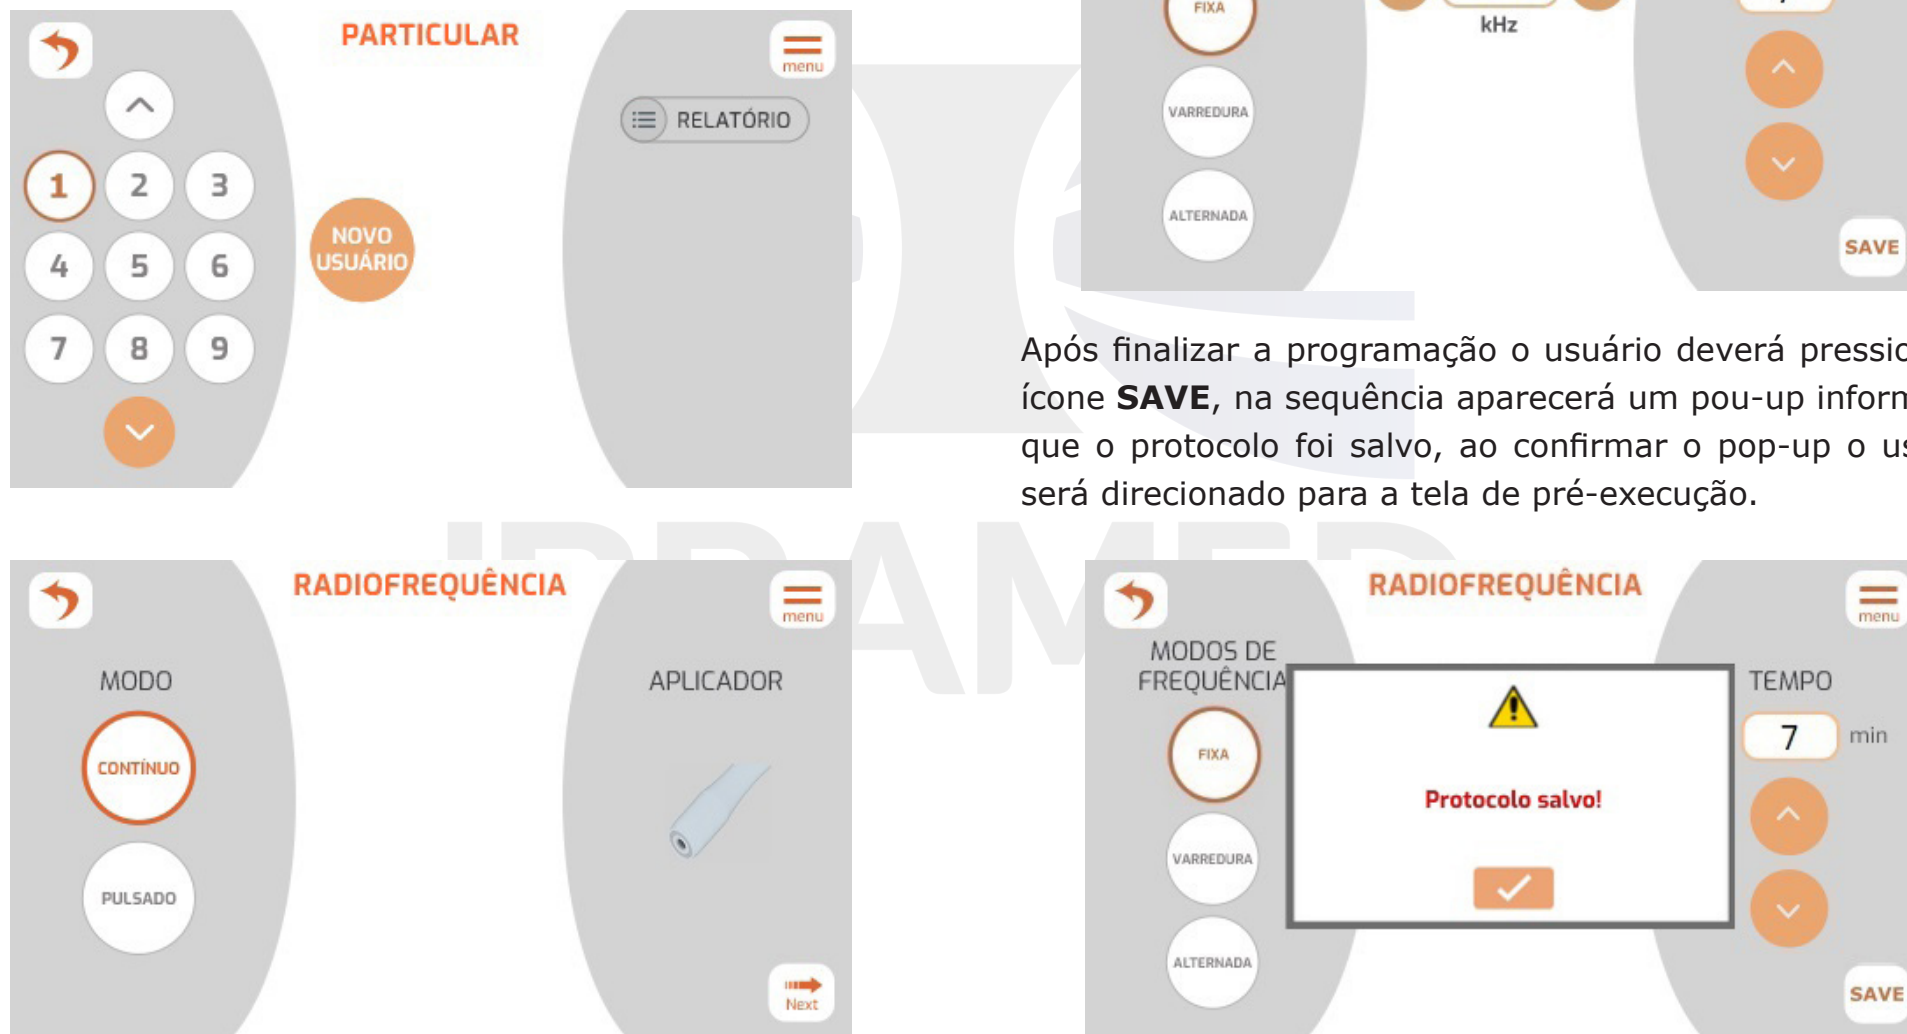 PARTICULAR
menu
RELATÓRIO
1 2 3
NOVO
USUÁRIO
4 5 6
7 8 9
RADIOFREQUÊNCIA
menu
MODO
APLICADOR
CONTÍNUO
PULSADO
Next
FIXA
kHz
VARREDURA
ALTERNADA
SAVE
Após finalizar a programação o usuário deverá
ícone SAVE, na sequência aparecerá um pou-up
que o protocolo foi salvo, ao confirmar o pop-up o
será direcionado para a tela de pré-execução.
RADIOFREQUÊNCIA
menu
MODOS DE
FREQUÊNCIA
TEMPO
7 min
FIXA
Protocolo salvo!
VARREDURA
ALTERNADA
SAVE
IBRAMED